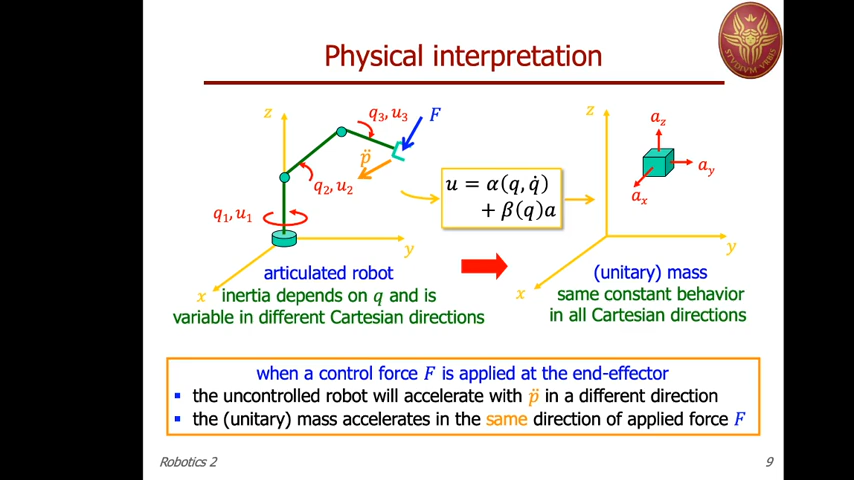 STVDIVM VRBIS
Physical interpretation
z
q₃, u₃
F
p̈
q₂, u₂
q₁, u₁
y
x
u = α(q, q̇)
+ β(q)a
z
a_z
a_y
a_x
y
x
articulated robot
inertia depends on q and is
variable in different Cartesian directions
(unitary) mass
same constant behavior
in all Cartesian directions
when a control force F is applied at the end-effector
▪ the uncontrolled robot will accelerate with p̈ in a different direction
▪ the (unitary) mass accelerates in the same direction of applied force F
Robotics 2
9